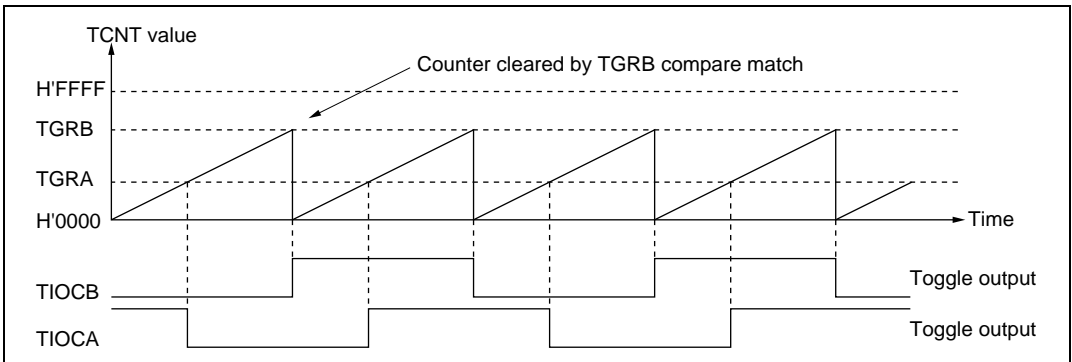 TCNT value
Counter cleared by TGRB compare match
H'FFFF
TGRB
TGRA
H'0000
Time
TIOCB
Toggle output
TIOCA
Toggle output